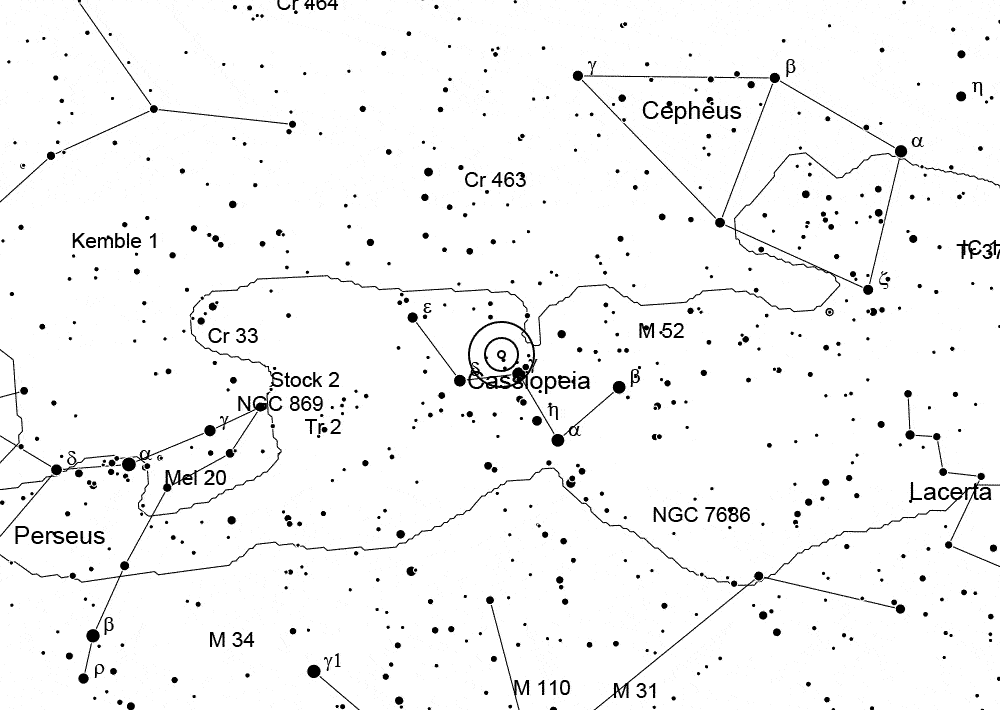 Cr 464
γ
β
Cepheus
η
α
Cr 463
Kemble 1
ζ
ε
Cr 33
M 52
γ
δ
Stock 2
Cassiopeia
β
NGC 869
Tr 2
γ
η
α
δ
α
Mel 20
Lacerta
NGC 7686
Perseus
β
M 34
γ1
ρ
M 110
M 31